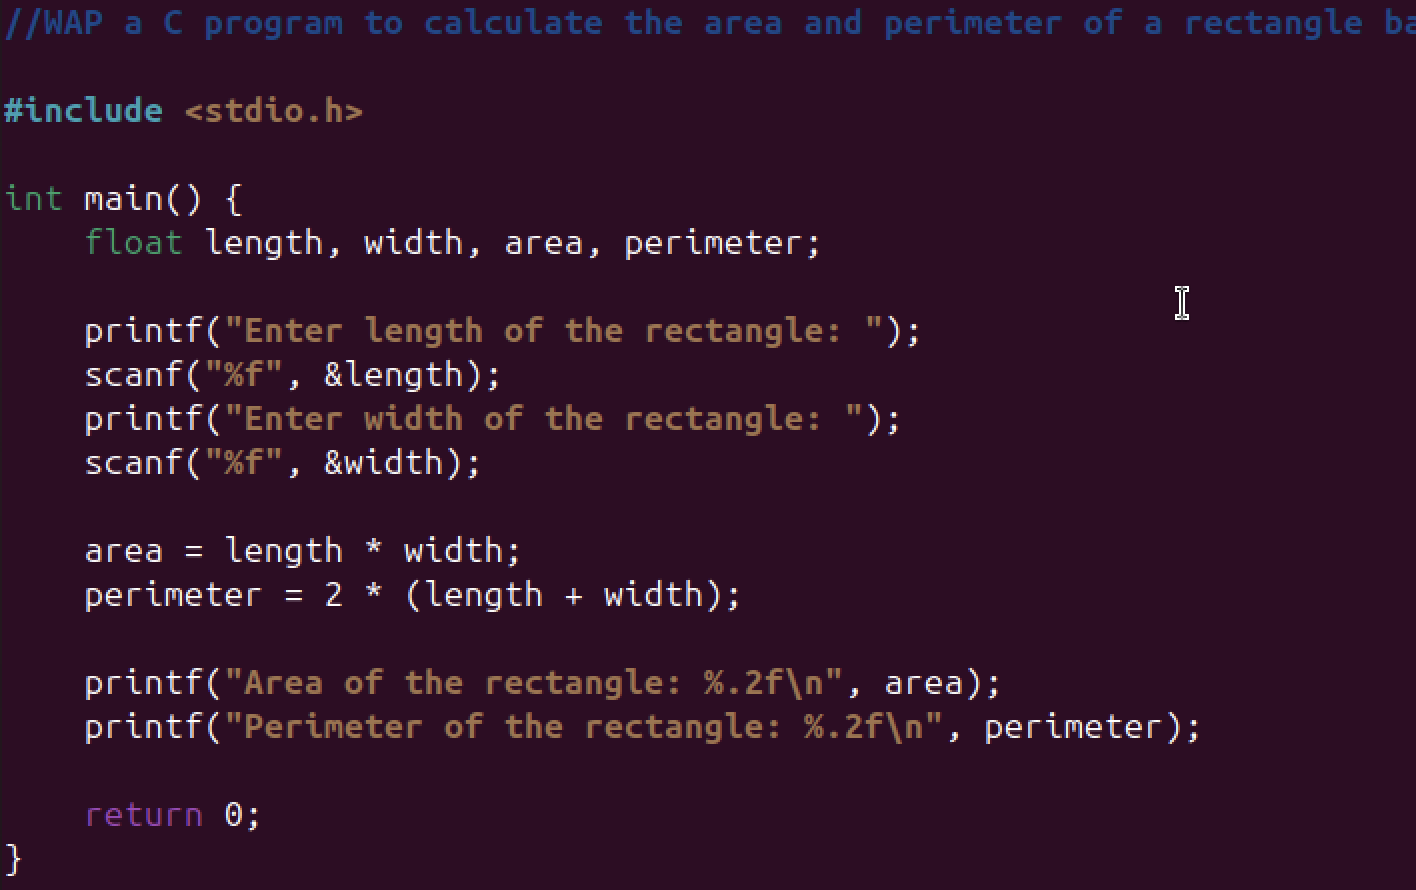 //WAP a C program to calculate the area and perimeter of a rectangle
#include <stdio.h>
int main() {
    float length, width, area, perimeter;
    printf("Enter length of the rectangle: ");
    scanf("%f", &length);
    printf("Enter width of the rectangle: ");
    scanf("%f", &width);
    area = length * width;
    perimeter = 2 * (length + width);
    printf("Area of the rectangle: %.2f\n", area);
    printf("Perimeter of the rectangle: %.2f\n", perimeter);
    return 0;
}